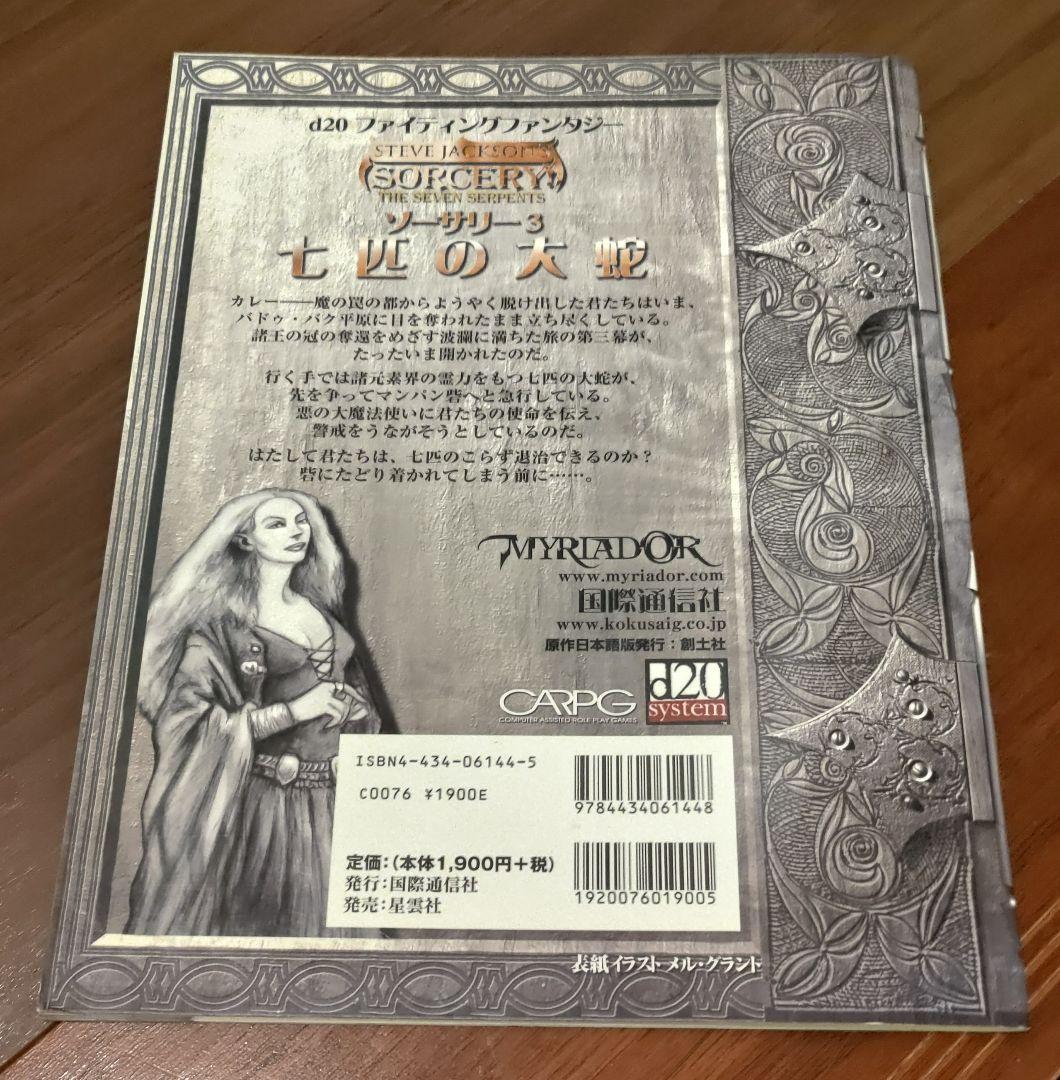 d20 ファイティングファンタジー
STEVE JACKSON'S
SORCERY!
THE SEVEN SERPENTS
ソーサリー3
七匹の大蛇
カレー――魔の罠の都からようやく脱け出した君たちはいま、
バドゥ・バク平原に目を奪われたまま立ち尽くしている。
諸王の冠の奪還をめざす波瀾に満ちた旅の第三幕が、
たったいま開かれたのだ。
行く手では諸元素界の霊力をもつ七匹の大蛇が、
先を争ってマンパン砦へと急行している。
悪の大魔法使いに君たちの使命を伝え、
警戒をうながそうとしているのだ。
はたして君たちは、七匹のこらず退治できるのか？
砦にたどり着かれてしまう前に……。
MYRIADOR
www.myriador.com
国際通信社
www.kokusaig.co.jp
原作日本語版発行：創土社
CARPG
COMPUTER ASSISTED ROLE PLAY GAMES
d20
system
ISBN4-434-06144-5
C0076 ¥1900E
9784434061448
定価：（本体1,900円＋税）
発行：国際通信社
発売：星雲社
1920076019005
表紙イラスト メル・グラント